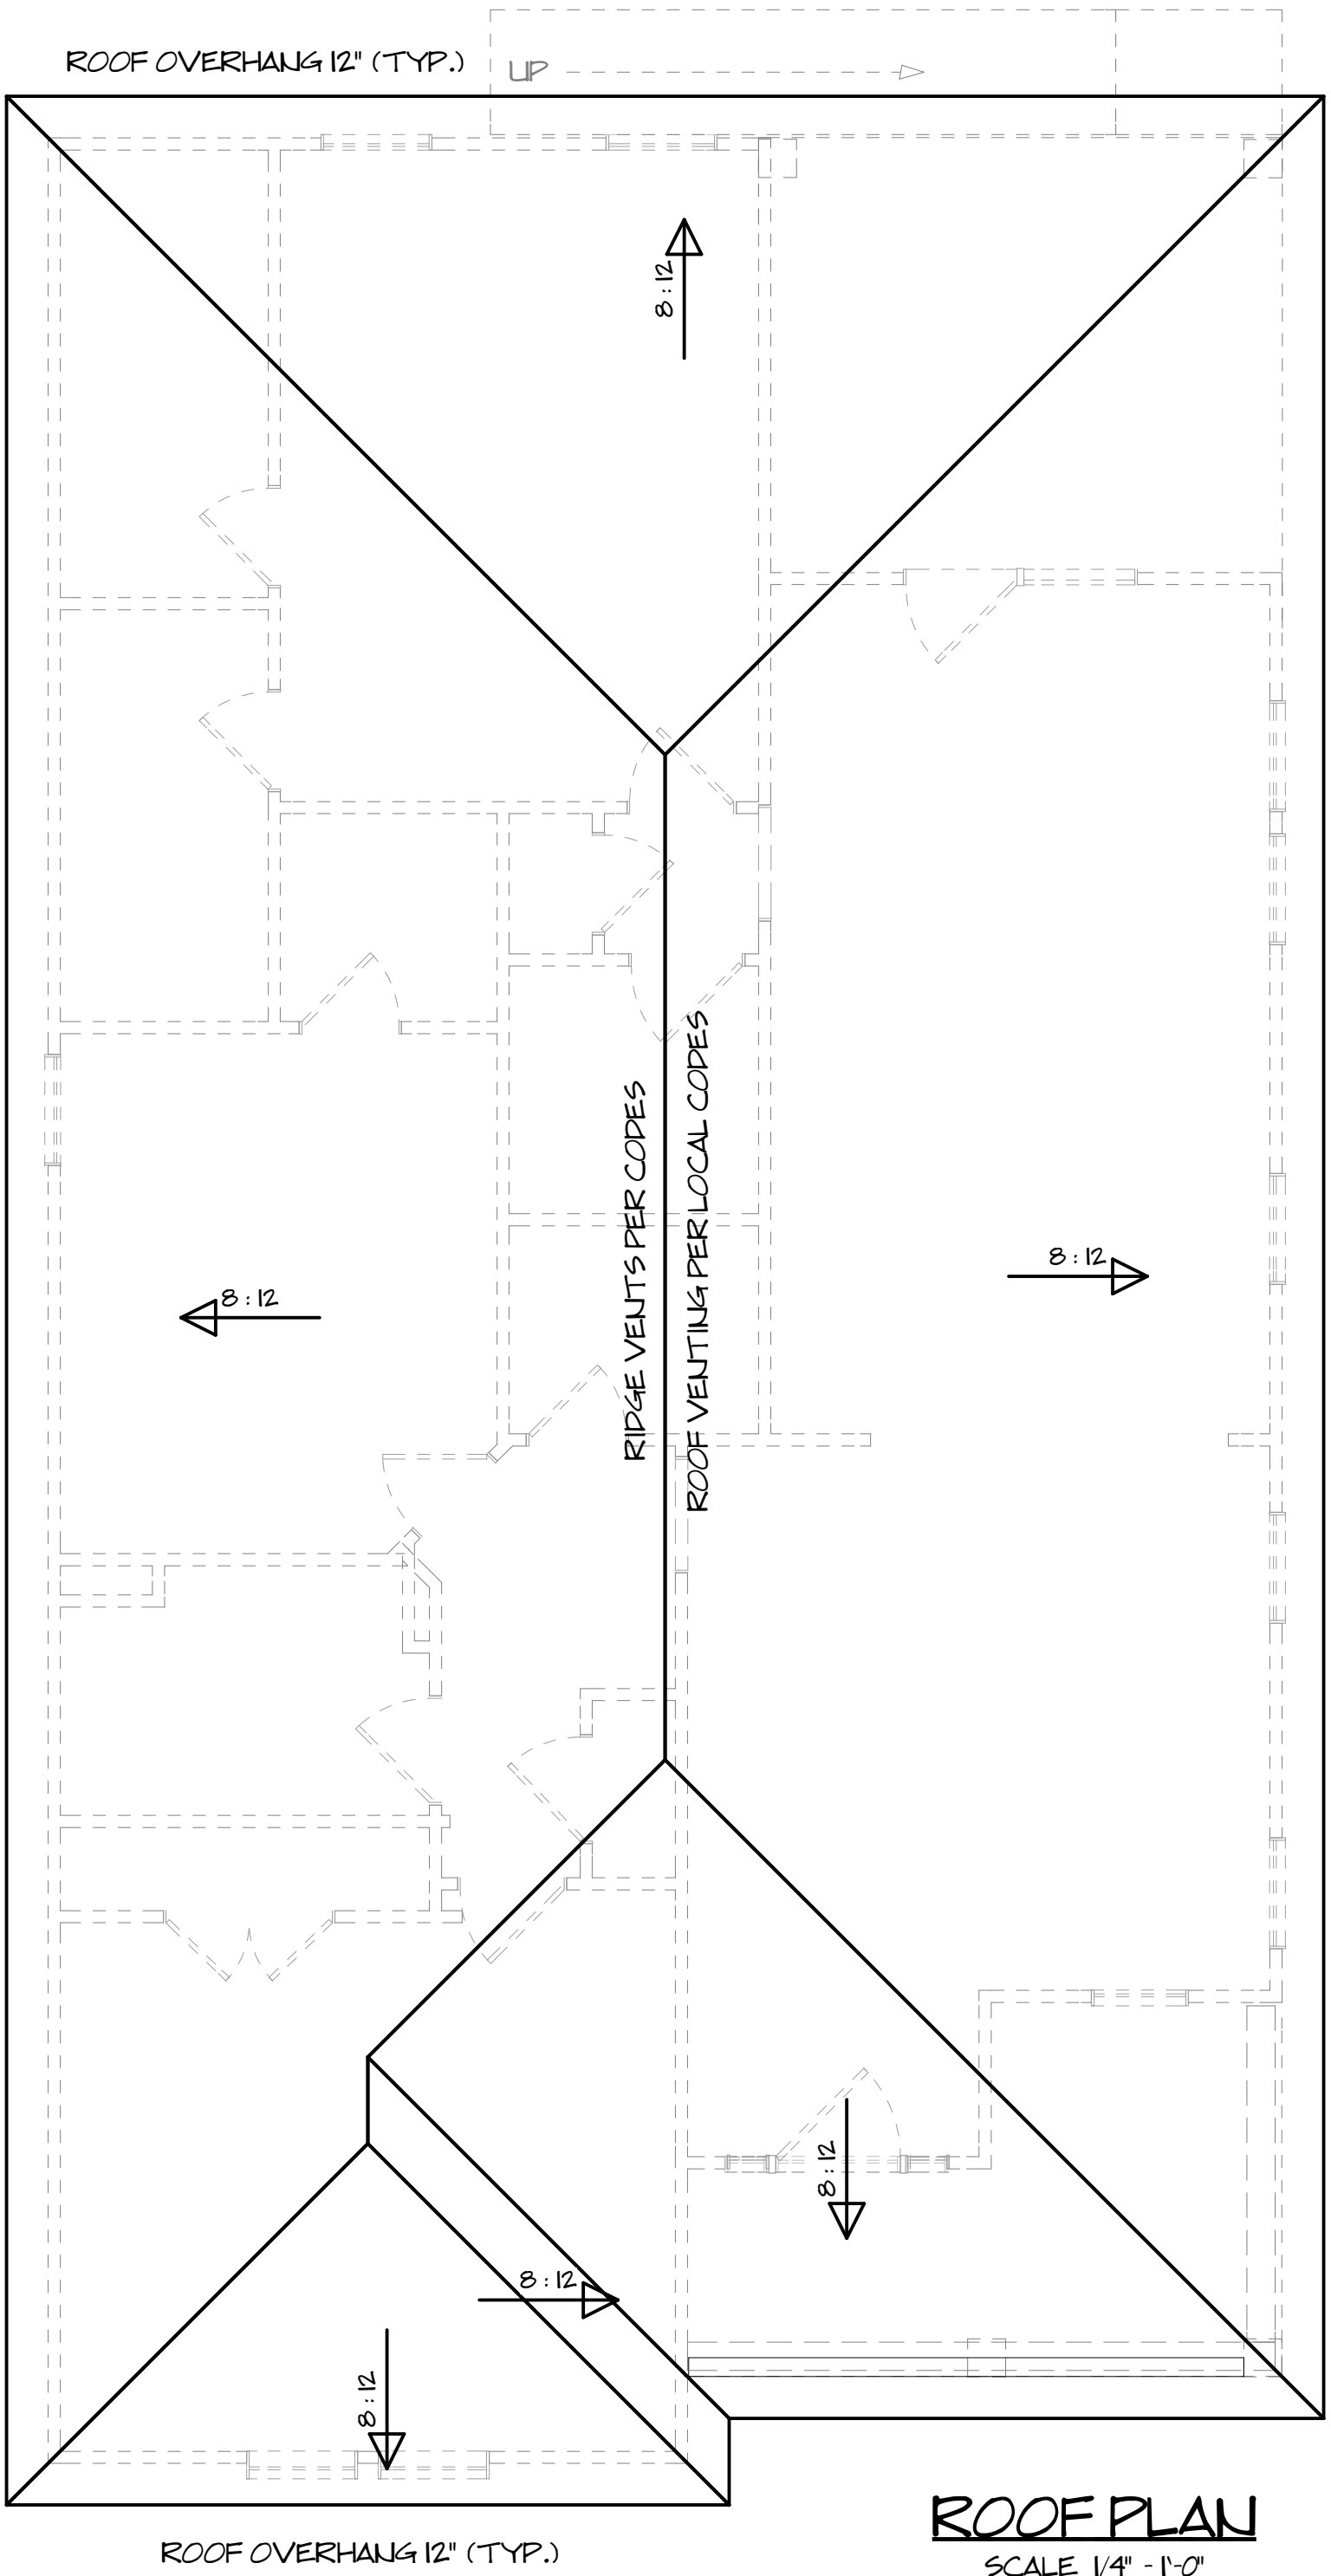 ROOF OVERHANG 12" (TYP.)
UP
8 : 12
RIDGE VENTS PER CODES
ROOF VENTING PER LOCAL CODES
8 : 12
8 : 12
8 : 12
8 : 12
8 : 12
ROOF PLAN
ROOF OVERHANG 12" (TYP.)
SCALE 1/4" - 1'-0"